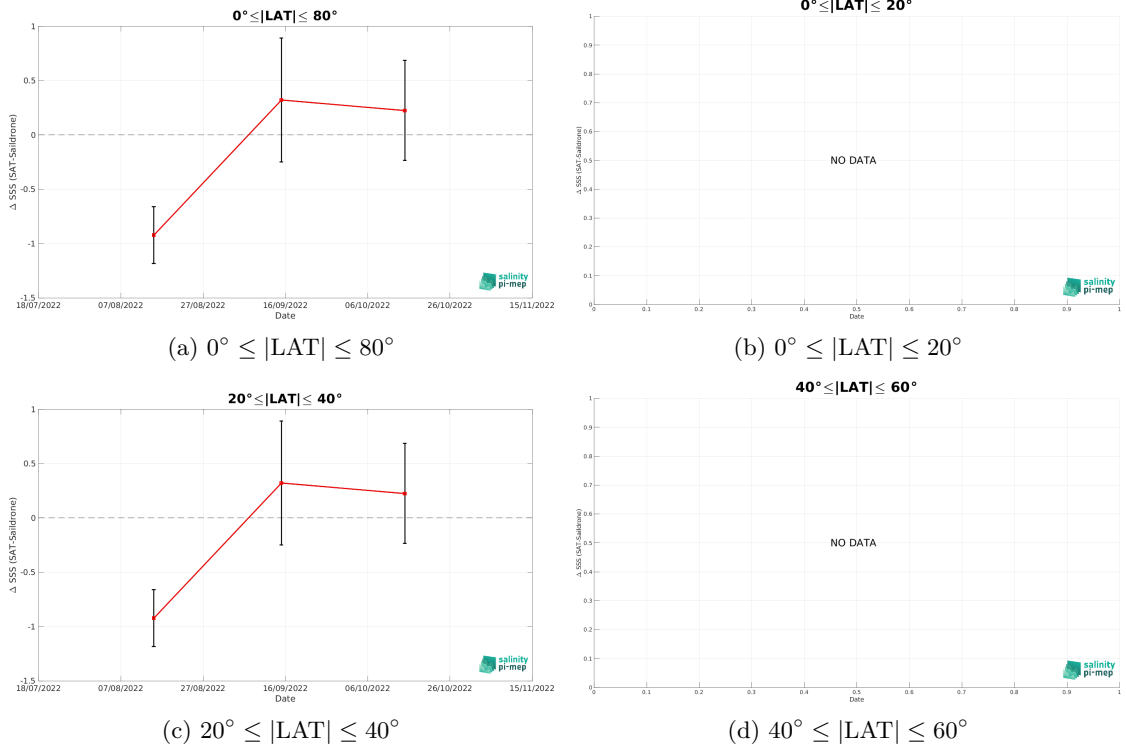 0°≤|LAT|≤ 80°
1
0.5
0
-0.5
-1
-1.5
Δ SSS (SAT-Saildrone)
18/07/2022 07/08/2022 27/08/2022 16/09/2022 06/10/2022 26/10/2022 15/11/2022
Date
salinity
pi-mep
(a) 0° ≤ |LAT| ≤ 80°
0°≤|LAT|≤ 20°
1
0.9
0.8
0.7
0.6
0.5
0.4
0.3
0.2
0.1
0
Δ SSS (SAT-Saildrone)
NO DATA
0 0.1 0.2 0.3 0.4 0.5 0.6 0.7 0.8 0.9 1
Date
salinity
pi-mep
(b) 0° ≤ |LAT| ≤ 20°
20°≤|LAT|≤ 40°
1
0.5
0
-0.5
-1
-1.5
Δ SSS (SAT-Saildrone)
18/07/2022 07/08/2022 27/08/2022 16/09/2022 06/10/2022 26/10/2022 15/11/2022
Date
salinity
pi-mep
(c) 20° ≤ |LAT| ≤ 40°
40°≤|LAT|≤ 60°
1
0.9
0.8
0.7
0.6
0.5
0.4
0.3
0.2
0.1
0
Δ SSS (SAT-Saildrone)
NO DATA
0 0.1 0.2 0.3 0.4 0.5 0.6 0.7 0.8 0.9 1
Date
salinity
pi-mep
(d) 40° ≤ |LAT| ≤ 60°